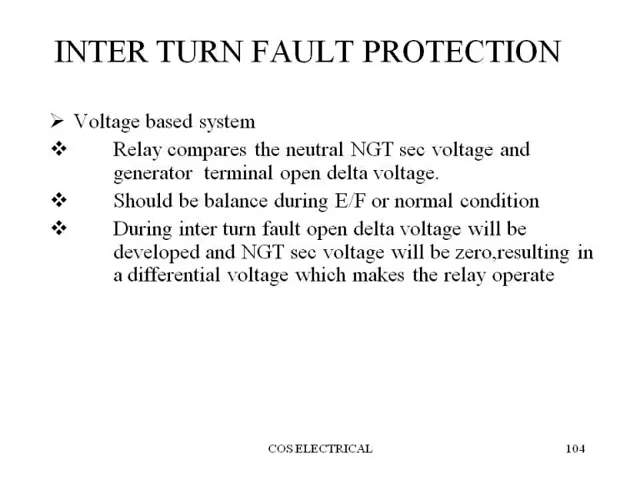 INTER TURN FAULT PROTECTION
Voltage based system
Relay compares the neutral NGT sec voltage and
generator terminal open delta voltage.
Should be balance during E/F or normal condition
During inter turn fault open delta voltage will be
developed and NGT sec voltage will be zero,resulting in
a differential voltage which makes the relay operate
COS ELECTRICAL
104